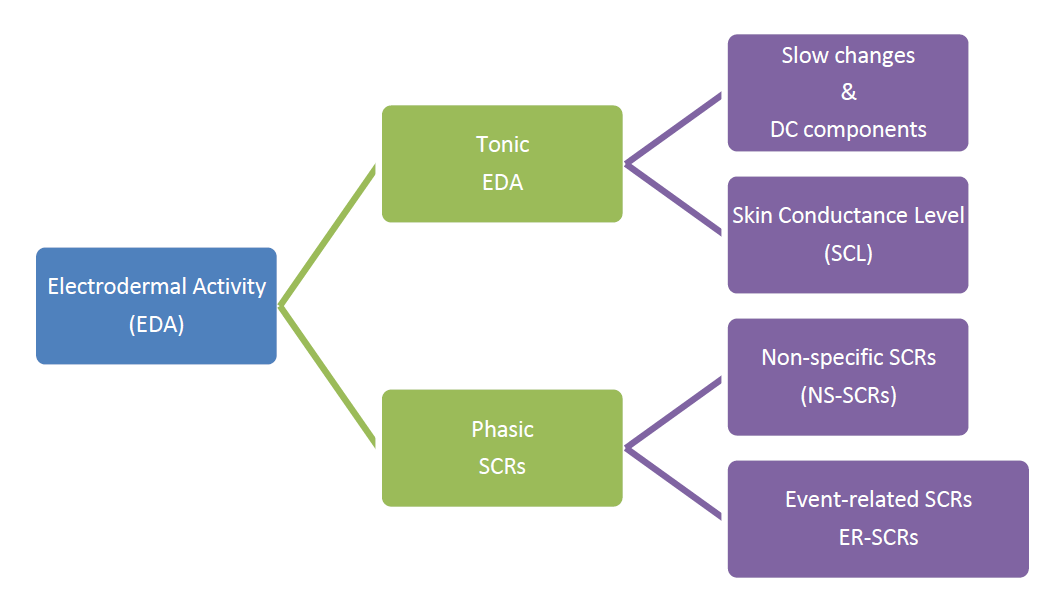 Electrodermal Activity
(EDA)
Tonic
EDA
Slow changes
&
DC components
Skin Conductance Level
(SCL)
Phasic
SCRs
Non-specific SCRs
(NS-SCRs)
Event-related SCRs
ER-SCRs